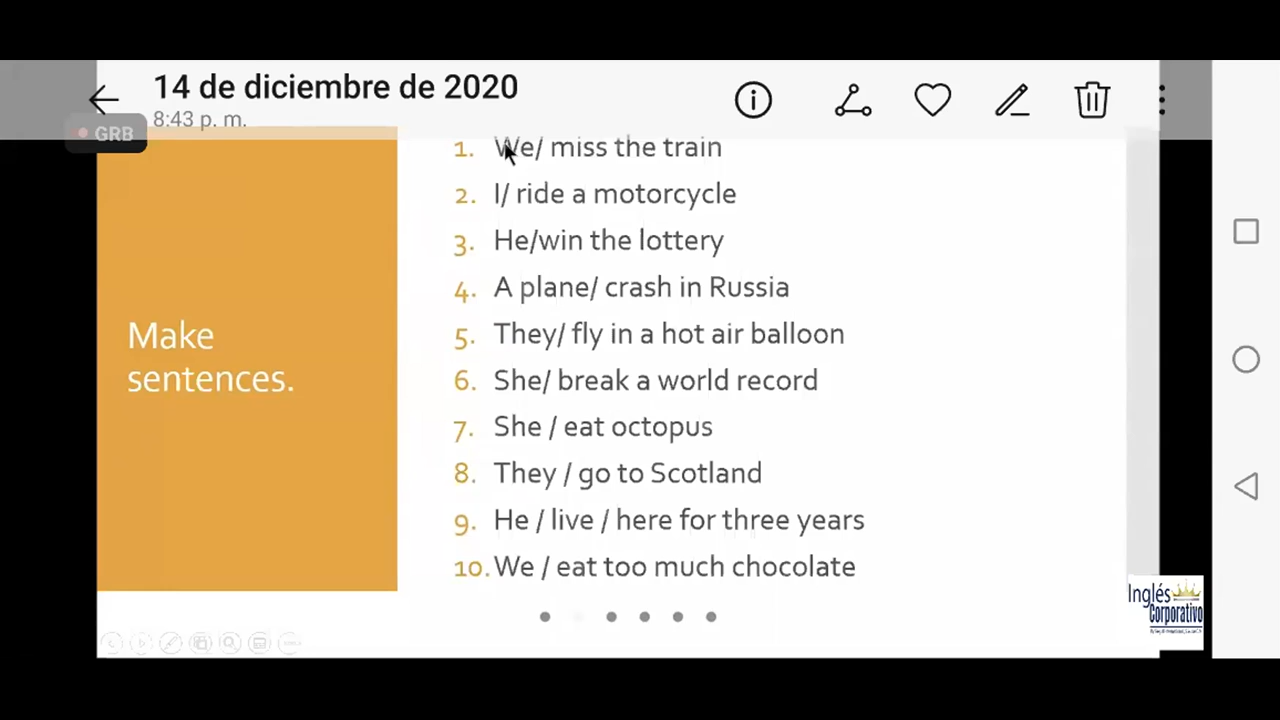 14 de diciembre de 2020
8:43 p. m.
GRB
1. We/ miss the train
2. I/ ride a motorcycle
3. He/win the lottery
4. A plane/ crash in Russia
5. They/ fly in a hot air balloon
6. She/ break a world record
7. She / eat octopus
8. They / go to Scotland
9. He / live / here for three years
10. We / eat too much chocolate
Make
sentences.
Inglés
Corporativo